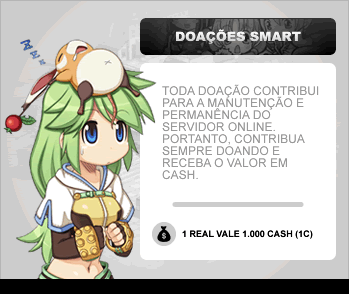 DOAÇÕES SMART
TODA DOAÇÃO CONTRIBUI
PARA A MANUTENÇÃO E
PERMANÊNCIA DO
SERVIDOR ONLINE.
PORTANTO, CONTRIBUA
SEMPRE DOANDO E
RECEBA O VALOR EM
CASH.
1 REAL VALE 1.000 CASH (1C)